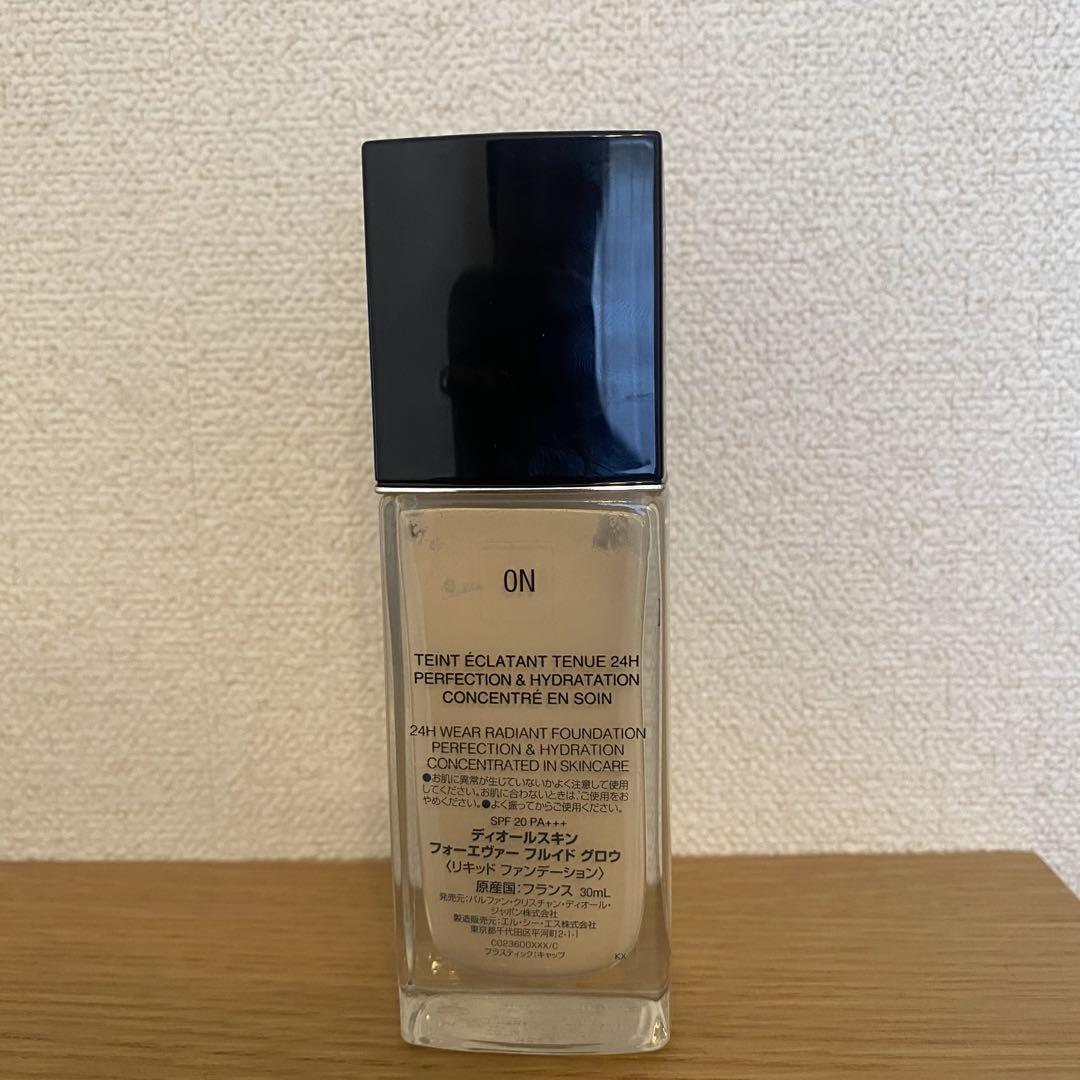 0N
TEINT ÉCLATANT TENUE 24H
PERFECTION & HYDRATATION
CONCENTRÉ EN SOIN
24H WEAR RADIANT FOUNDATION
PERFECTION & HYDRATION
CONCENTRATED IN SKINCARE
●お肌に異常が生じていないかよく注意して使用
してください。お肌に合わないときは、ご使用をお
やめください。●よく振ってからご使用ください。
SPF 20 PA+++
ディオールスキン
フォーエヴァー フルイド グロウ
〈リキッド ファンデーション〉
原産国:フランス 30mL
発売元:パルファン・クリスチャン・ディオール・
ジャポン株式会社
製造販売元:エル・シー・エス株式会社
東京都千代田区平河町2-1-1
C023600XXX/C
プラスティック:キャップ
KX